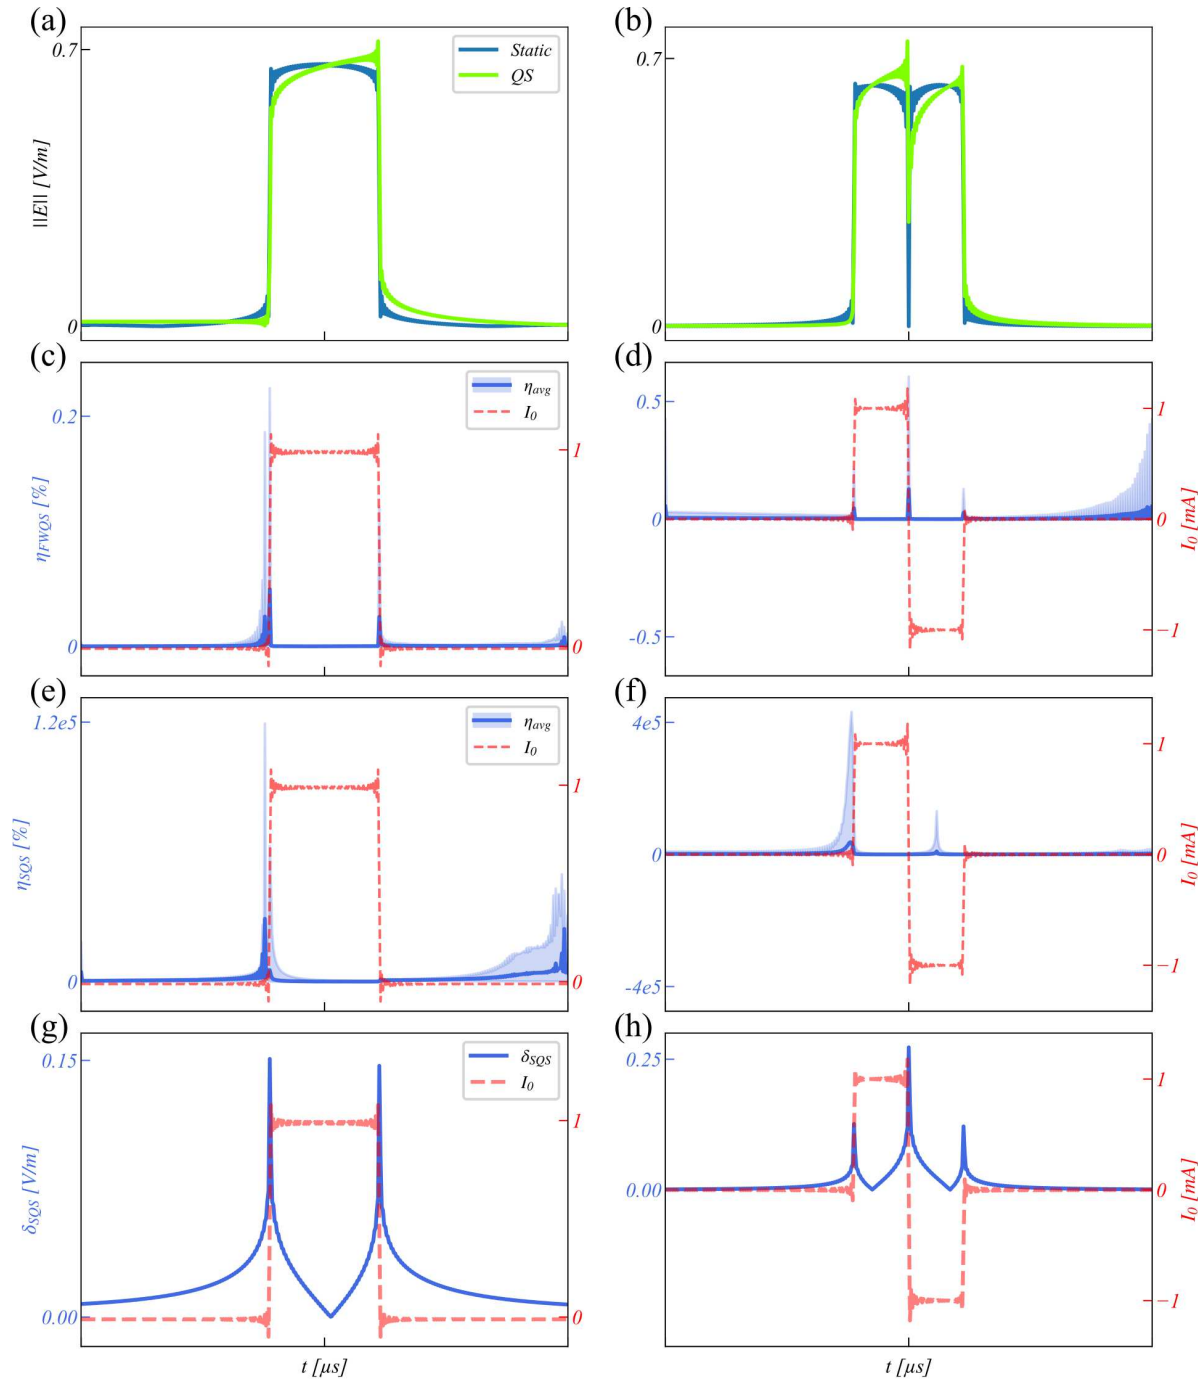 (a)
0.7
0
||E|| [V/m]
Static
QS
(b)
0.7
0
(c)
0.2
0
η_FWQS [%]
η_avg
I_0
1
0
(d)
0.5
0
-0.5
1
0
−1
I_0 [mA]
(e)
1.2e5
0
η_SQS [%]
η_avg
I_0
1
0
(f)
4e5
0
-4e5
1
0
−1
I_0 [mA]
(g)
0.15
0.00
δ_SQS [V/m]
δ_SQS
I_0
1
0
t [μs]
(h)
0.25
0.00
1
0
−1
I_0 [mA]
t [μs]